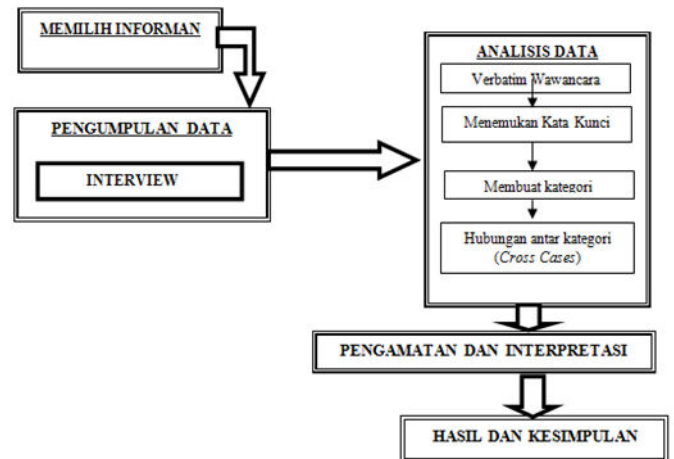 MEMILIH INFORMAN
PENGUMPULAN DATA
INTERVIEW
ANALISIS DATA
Verbatim Wawancara
Menemukan Kata Kunci
Membuat kategori
Hubungan antar kategori
(Cross Cases)
PENGAMATAN DAN INTERPRETASI
HASIL DAN KESIMPULAN